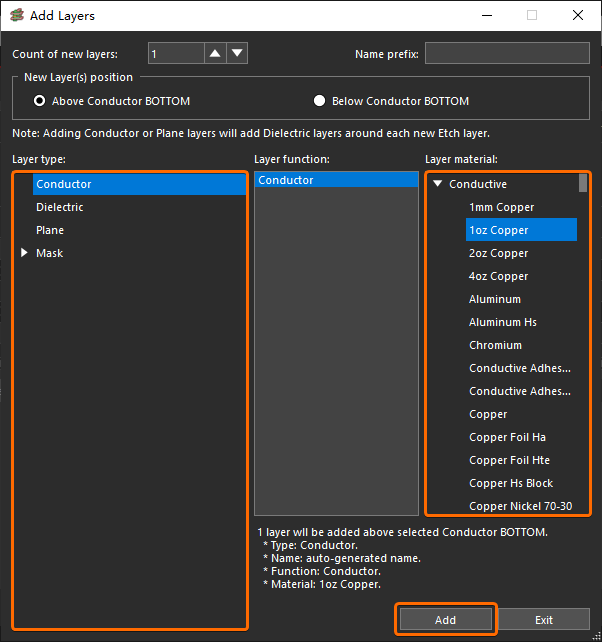 Add Layers
Count of new layers: 1 Name prefix:
New Layer(s) position
Above Conductor BOTTOM Below Conductor BOTTOM
Note: Adding Conductor or Plane layers will add Dielectric layers around each new Etch layer.
Layer type:
Conductor
Dielectric
Plane
Mask
Layer function:
Conductor
Layer material:
Conductive
1mm Copper
1oz Copper
2oz Copper
4oz Copper
Aluminum
Aluminum Hs
Chromium
Conductive Adhes...
Conductive Adhes...
Copper
Copper Foil Ha
Copper Foil Hte
Copper Hs Block
Copper Nickel 70-30
1 layer will be added above selected Conductor BOTTOM.
* Type: Conductor.
* Name: auto-generated name.
* Function: Conductor.
* Material: 1oz Copper.
Add Exit